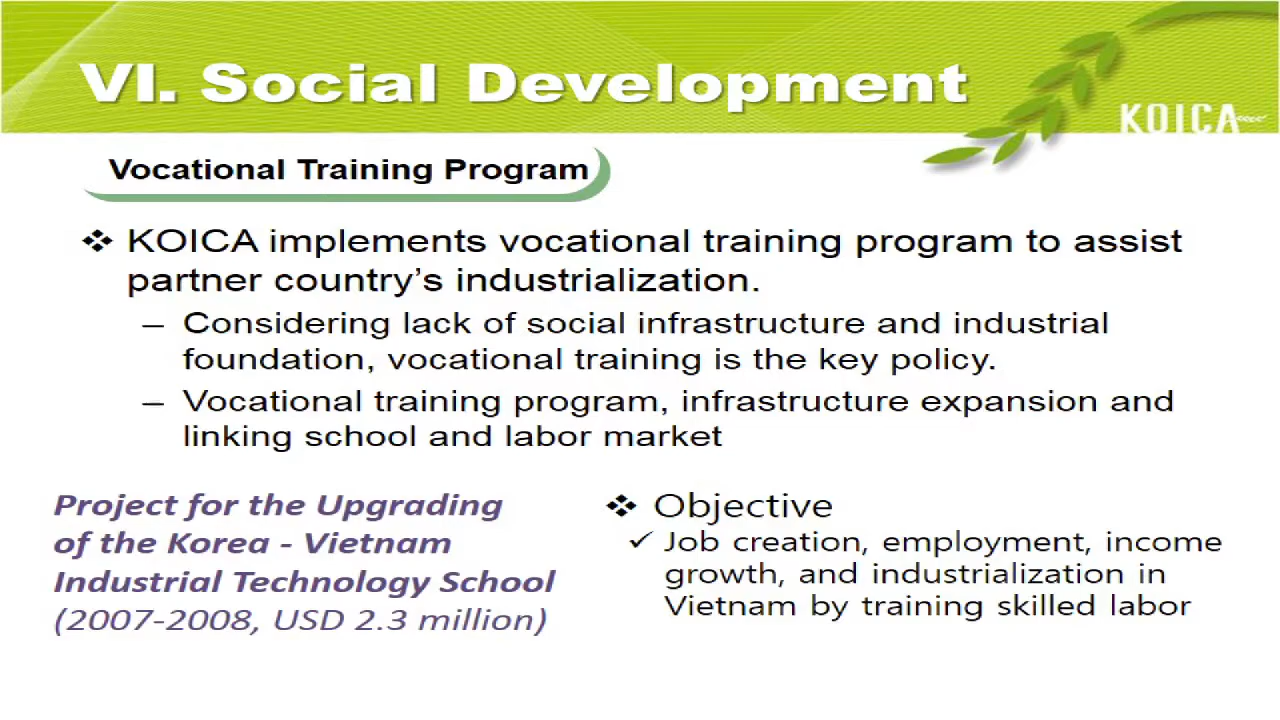 VI. Social Development
KOICA
Vocational Training Program
❖ KOICA implements vocational training program to assist
partner country's industrialization.
– Considering lack of social infrastructure and industrial
foundation, vocational training is the key policy.
– Vocational training program, infrastructure expansion and
linking school and labor market
Project for the Upgrading
of the Korea - Vietnam
Industrial Technology School
(2007-2008, USD 2.3 million)
❖ Objective
✓ Job creation, employment, income
growth, and industrialization in
Vietnam by training skilled labor